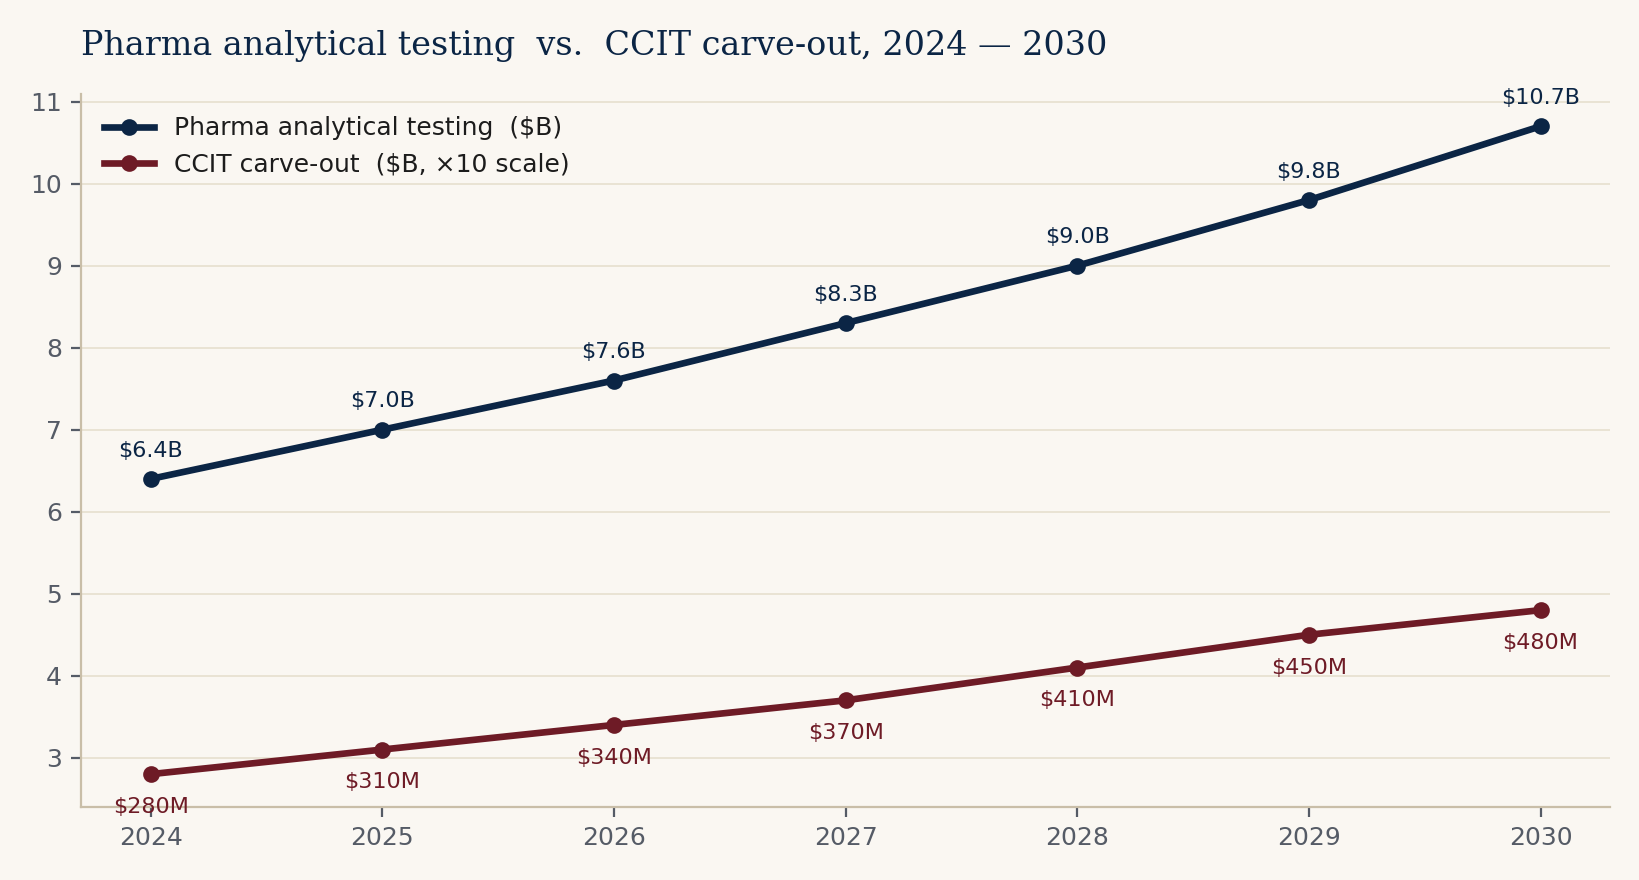 Pharma analytical testing  vs.  CCIT carve-out, 2024 — 2030
11
10
9
8
7
6
5
4
3
Pharma analytical testing  ($B)
CCIT carve-out  ($B, ×10 scale)
$6.4B
$7.0B
$7.6B
$8.3B
$9.0B
$9.8B
$10.7B
$280M
$310M
$340M
$370M
$410M
$450M
$480M
2024 2025 2026 2027 2028 2029 2030